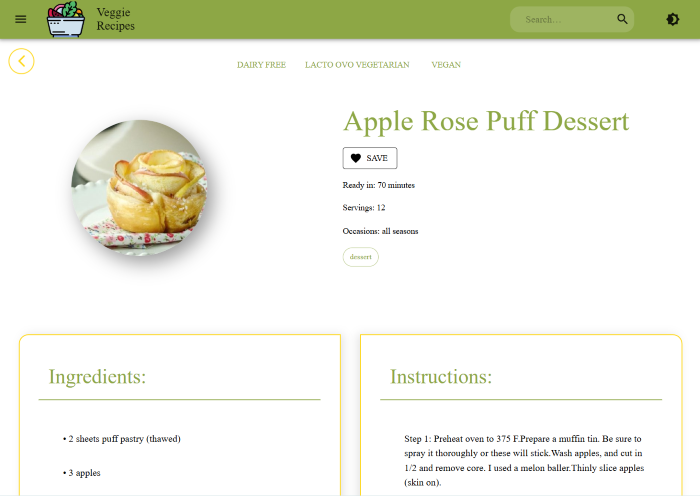 Veggie
Recipes
Search...
DAIRY FREE LACTO OVO VEGETARIAN VEGAN
Apple Rose Puff Dessert
SAVE
Ready in: 70 minutes
Servings: 12
Occasions: all seasons
dessert
Ingredients:
• 2 sheets puff pastry (thawed)
• 3 apples
Instructions:
Step 1: Preheat oven to 375 F.Prepare a muffin tin. Be sure to
spray it thoroughly or these will stick.Wash apples, and cut in
1/2 and remove core. I used a melon baller.Thinly slice apples
(skin on).